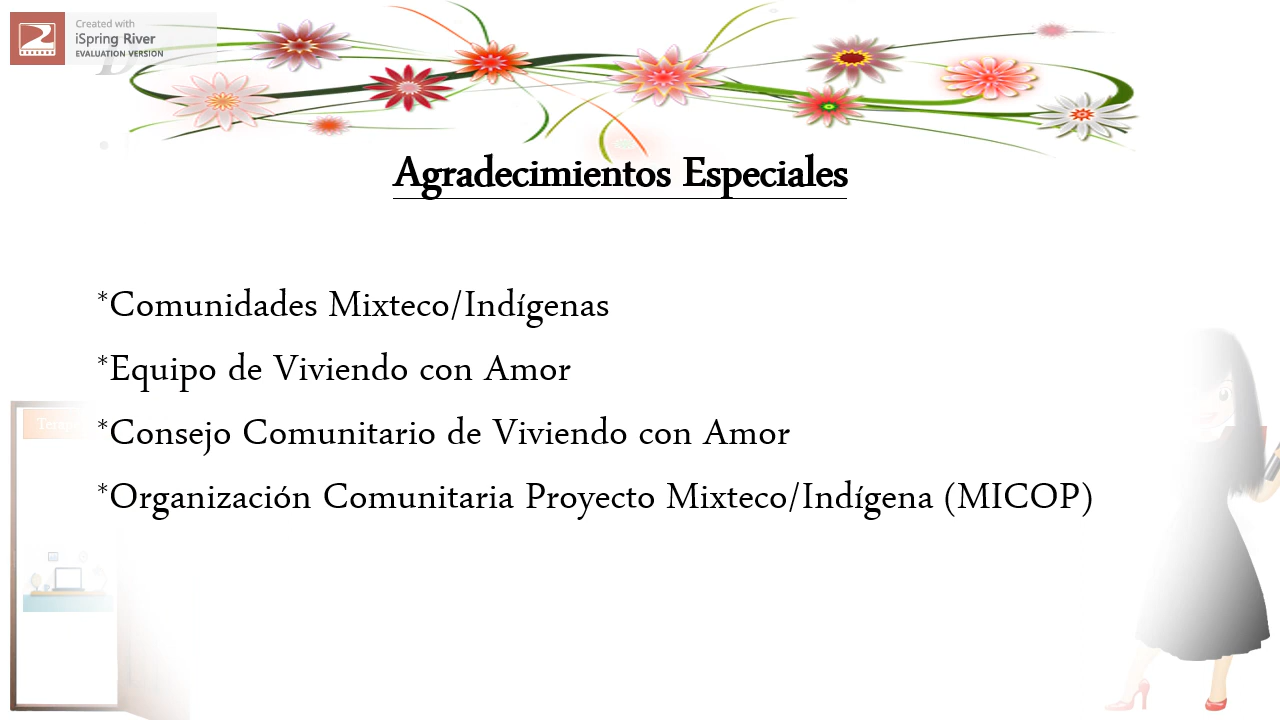 Created with
iSpring River
EVALUATION VERSION
Agradecimientos Especiales
*Comunidades Mixteco/Indígenas
*Equipo de Viviendo con Amor
*Consejo Comunitario de Viviendo con Amor
*Organización Comunitaria Proyecto Mixteco/Indígena (MICOP)